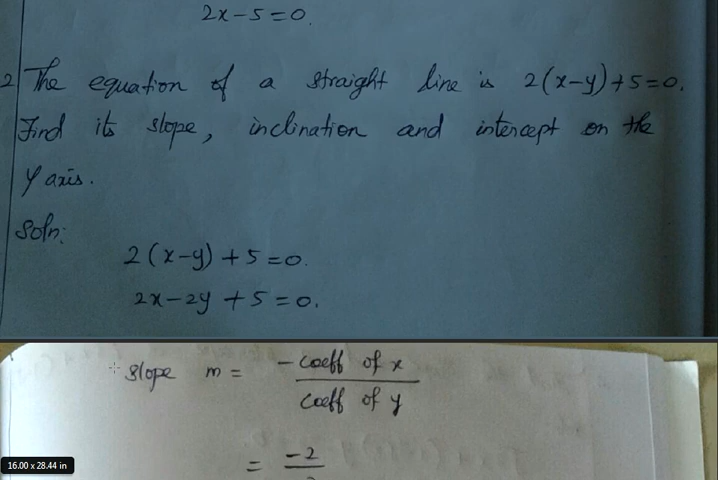 2x-5=0.
2 The equation of a straight line is 2(x-y)+5=0.
Find its slope, inclination and intercept on the
y axis.
Soln:
2(x-y)+5=0.
2x-2y+5=0.
∴ slope m = -coeff of x
coeff of y
= -2
16.00 x 28.44 in